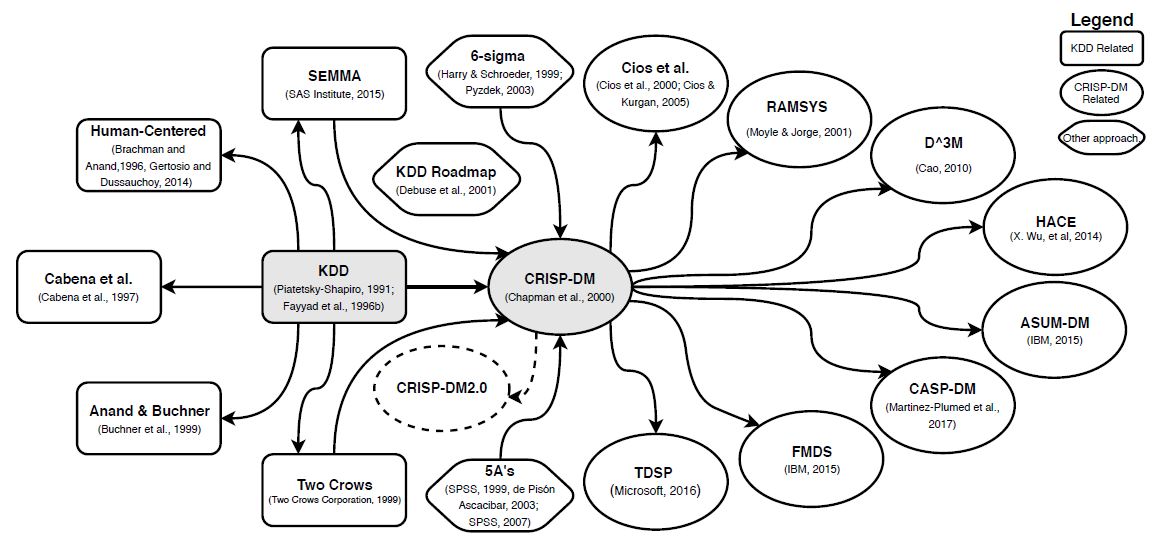 Legend
KDD Related
CRISP-DM
Related
Other approach.
6-sigma
(Harry & Schroeder, 1999;
Pyzdek, 2003)
Cios et al.
(Cios et al., 2000; Cios &
Kurgan, 2005)
SEMMA
(SAS Institute, 2015)
RAMSYS
(Moyle & Jorge, 2001)
Human-Centered
(Brachman and
Anand,1996, Gertosio and
Dussauchoy, 2014)
KDD Roadmap
(Debuse et al., 2001)
D^3M
(Cao, 2010)
HACE
(X. Wu, et al, 2014)
Cabena et al.
(Cabena et al., 1997)
KDD
(Piatetsky-Shapiro, 1991;
Fayyad et al., 1996b)
CRISP-DM
(Chapman et al., 2000)
ASUM-DM
(IBM, 2015)
CRISP-DM2.0
CASP-DM
(Martinez-Plumed et al.,
2017)
Anand & Buchner
(Buchner et al., 1999)
FMDS
(IBM, 2015)
Two Crows
(Two Crows Corporation, 1999)
5A's
(SPSS, 1999, de Pisón
Ascacibar, 2003;
SPSS, 2007)
TDSP
(Microsoft, 2016)